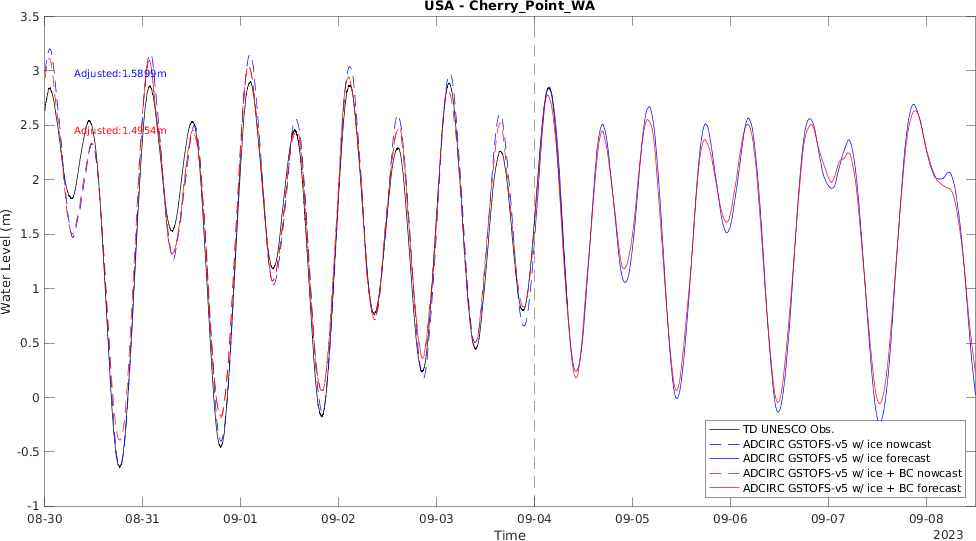 USA - Cherry_Point_WA
Water Level (m)
3.5
3
2.5
2
1.5
1
0.5
0
-0.5
-1
Adjusted:1.5899m
Adjusted:1.4954m
TD UNESCO Obs.
ADCIRC GSTOFS-v5 w/ ice nowcast
ADCIRC GSTOFS-v5 w/ ice forecast
ADCIRC GSTOFS-v5 w/ ice + BC nowcast
ADCIRC GSTOFS-v5 w/ ice + BC forecast
08-30 08-31 09-01 09-02 09-03 09-04 09-05 09-06 09-07 09-08
Time
2023